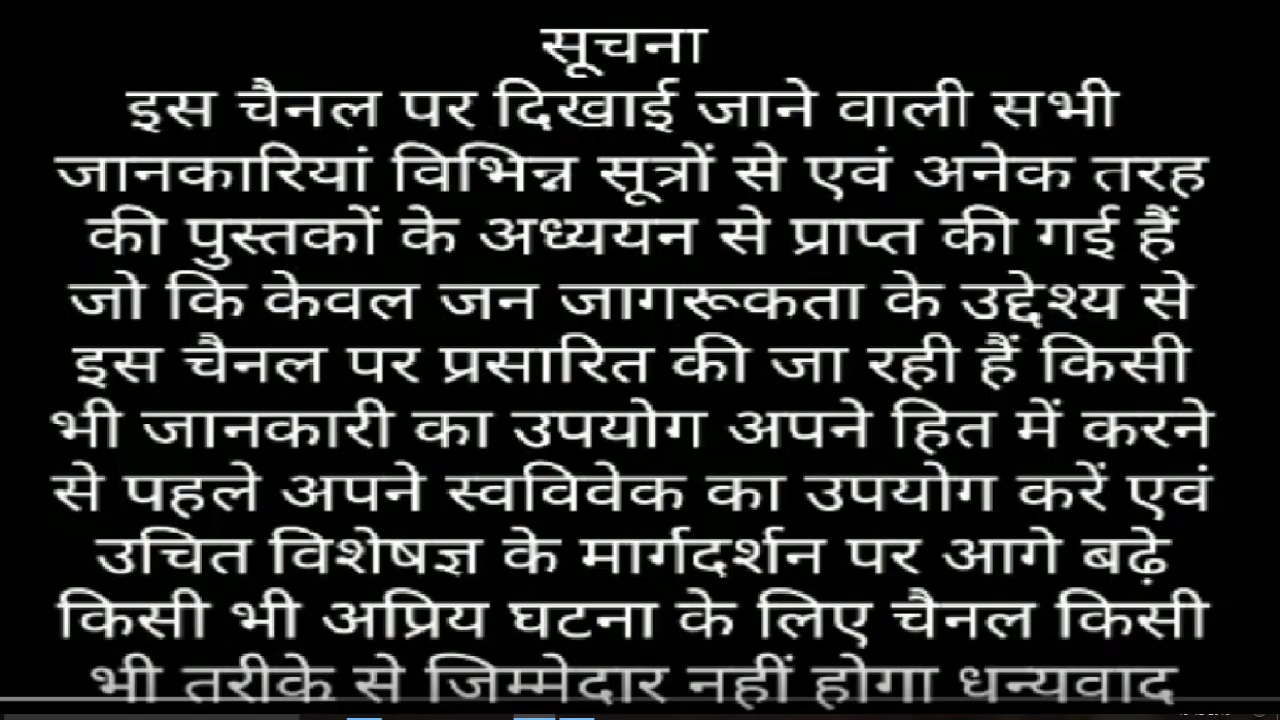 सूचना
इस चैनल पर दिखाई जाने वाली सभी
जानकारियां विभिन्न सूत्रों से एवं अनेक तरह
की पुस्तकों के अध्ययन से प्राप्त की गई हैं
जो कि केवल जन जागरूकता के उद्देश्य से
इस चैनल पर प्रसारित की जा रही हैं किसी
भी जानकारी का उपयोग अपने हित में करने
से पहले अपने स्वविवेक का उपयोग करें एवं
उचित विशेषज्ञ के मार्गदर्शन पर आगे बढ़े
किसी भी अप्रिय घटना के लिए चैनल किसी
भी तरीके से जिम्मेदार नहीं होगा धन्यवाद